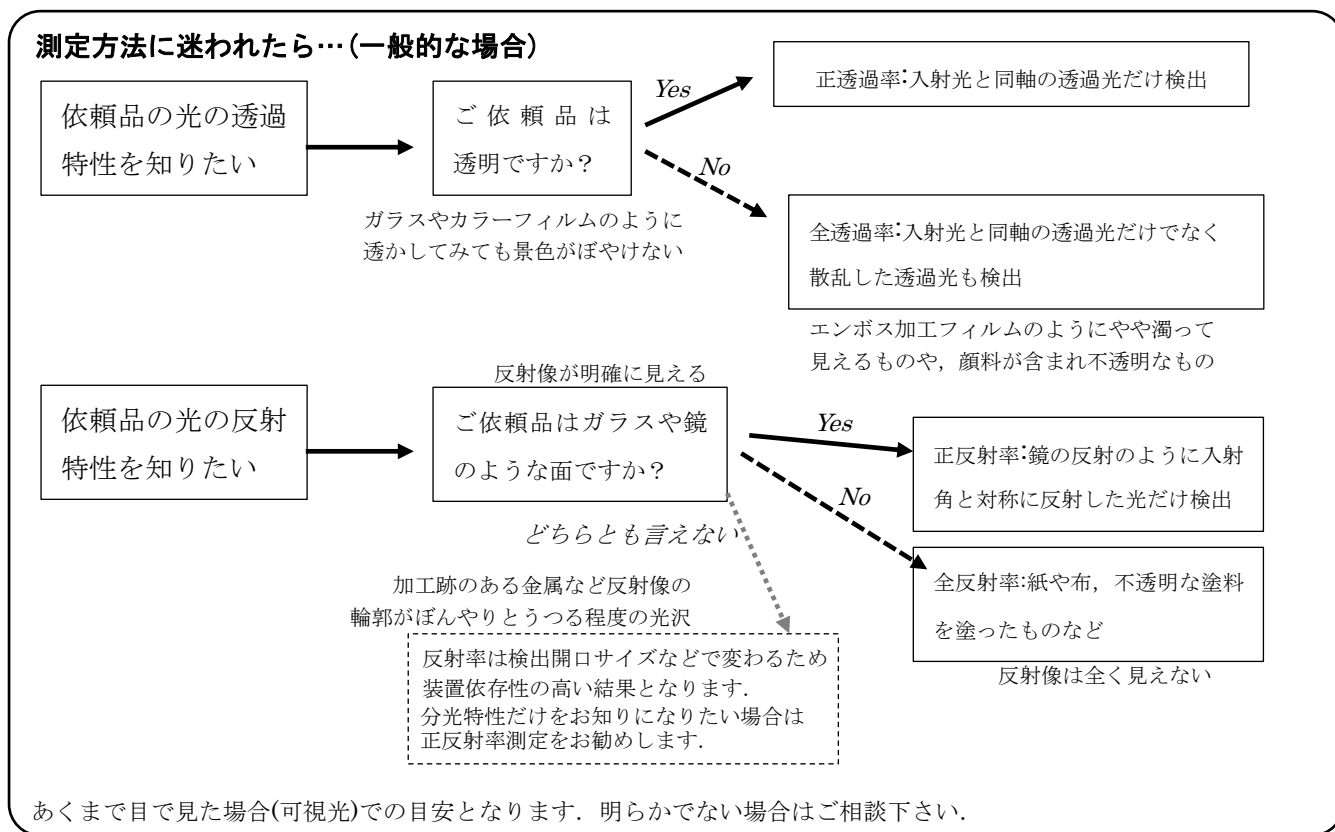 測定方法に迷われたら…(一般的な場合)
依頼品の光の透過
特性を知りたい
ご依頼品は
透明ですか？
ガラスやカラーフィルムのように
透かしてみても景色がぼやけない
Yes
正透過率:入射光と同軸の透過光だけ検出
No
全透過率:入射光と同軸の透過光だけでなく
散乱した透過光も検出
エンボス加工フィルムのようにやや濁って
見えるものや，顔料が含まれ不透明なもの
依頼品の光の反射
特性を知りたい
反射像が明確に見える
ご依頼品はガラスや鏡
のような面ですか？
Yes
正反射率:鏡の反射のように入射
角と対称に反射した光だけ検出
No
全反射率:紙や布，不透明な塗料
を塗ったものなど
反射像は全く見えない
どちらとも言えない
加工跡のある金属など反射像の
輪郭がぼんやりとうつる程度の光沢
反射率は検出開口サイズなどで変わるため
装置依存性の高い結果となります．
分光特性だけをお知りになりたい場合は
正反射率測定をお勧めします．
あくまで目で見た場合(可視光)での目安となります．明らかでない場合はご相談下さい．